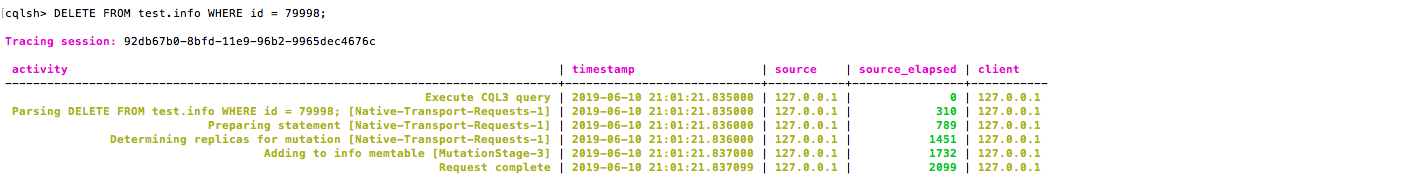 [cqlsh> DELETE FROM test.info WHERE id = 79998;
Tracing session: 92db67b0-8bfd-11e9-96b2-9965dec4676c
activity | timestamp | source | source_elapsed | client
---------------------------------------------------------------------------------+----------------------------+-----------+----------------+-----------
Execute CQL3 query | 2019-06-10 21:01:21.835000 | 127.0.0.1 | 0 | 127.0.0.1
Parsing DELETE FROM test.info WHERE id = 79998; [Native-Transport-Requests-1] | 2019-06-10 21:01:21.835000 | 127.0.0.1 | 310 | 127.0.0.1
Preparing statement [Native-Transport-Requests-1] | 2019-06-10 21:01:21.836000 | 127.0.0.1 | 789 | 127.0.0.1
Determining replicas for mutation [Native-Transport-Requests-1] | 2019-06-10 21:01:21.836000 | 127.0.0.1 | 1451 | 127.0.0.1
Adding to info memtable [MutationStage-3] | 2019-06-10 21:01:21.837000 | 127.0.0.1 | 1732 | 127.0.0.1
Request complete | 2019-06-10 21:01:21.837099 | 127.0.0.1 | 2099 | 127.0.0.1